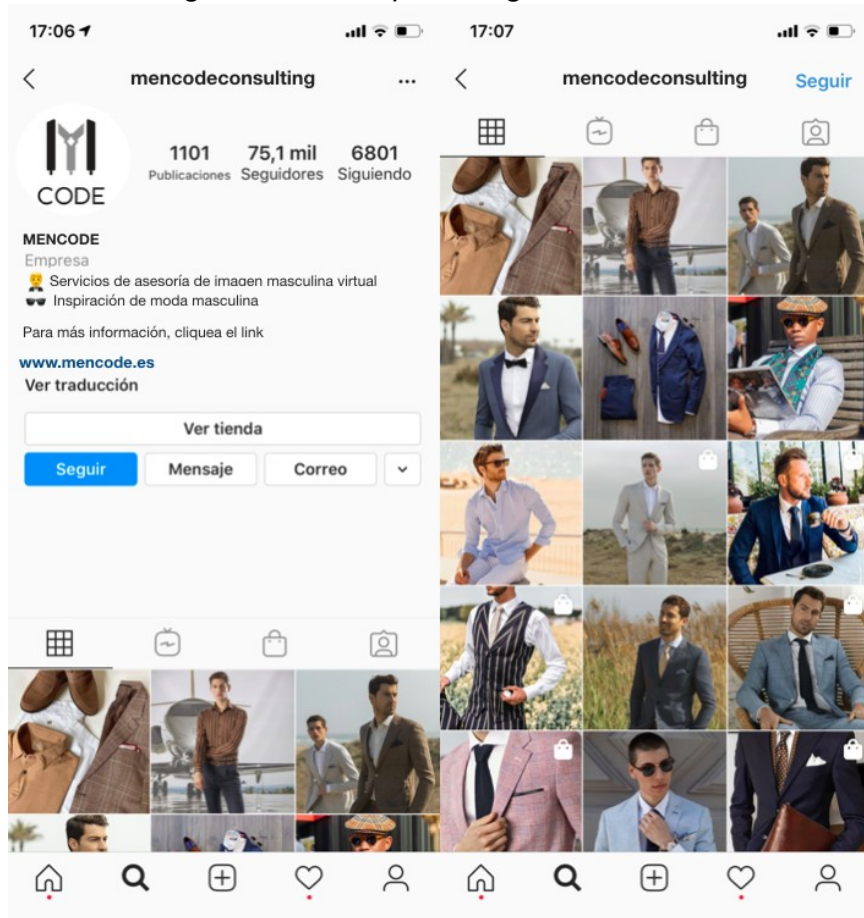 17:06
mencodeconsulting
...
CODE
1101 75,1 mil 6801
Publicaciones Seguidores Siguiendo
MENCODE
Empresa
Servicios de asesoría de imagen masculina virtual
Inspiración de moda masculina
Para más información, cliquea el link
www.mencode.es
Ver traducción
Ver tienda
Seguir Mensaje Correo
17:07
mencodeconsulting Seguir